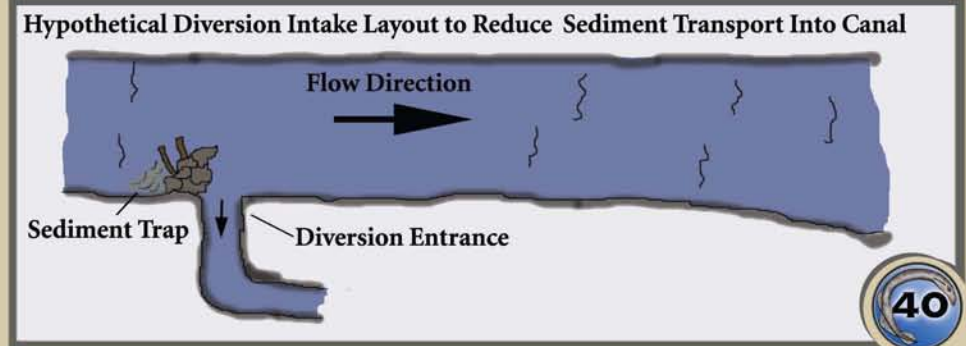 Hypothetical Diversion Intake Layout to Reduce Sediment Transport Into Canal
Flow Direction
Sediment Trap
Diversion Entrance
40